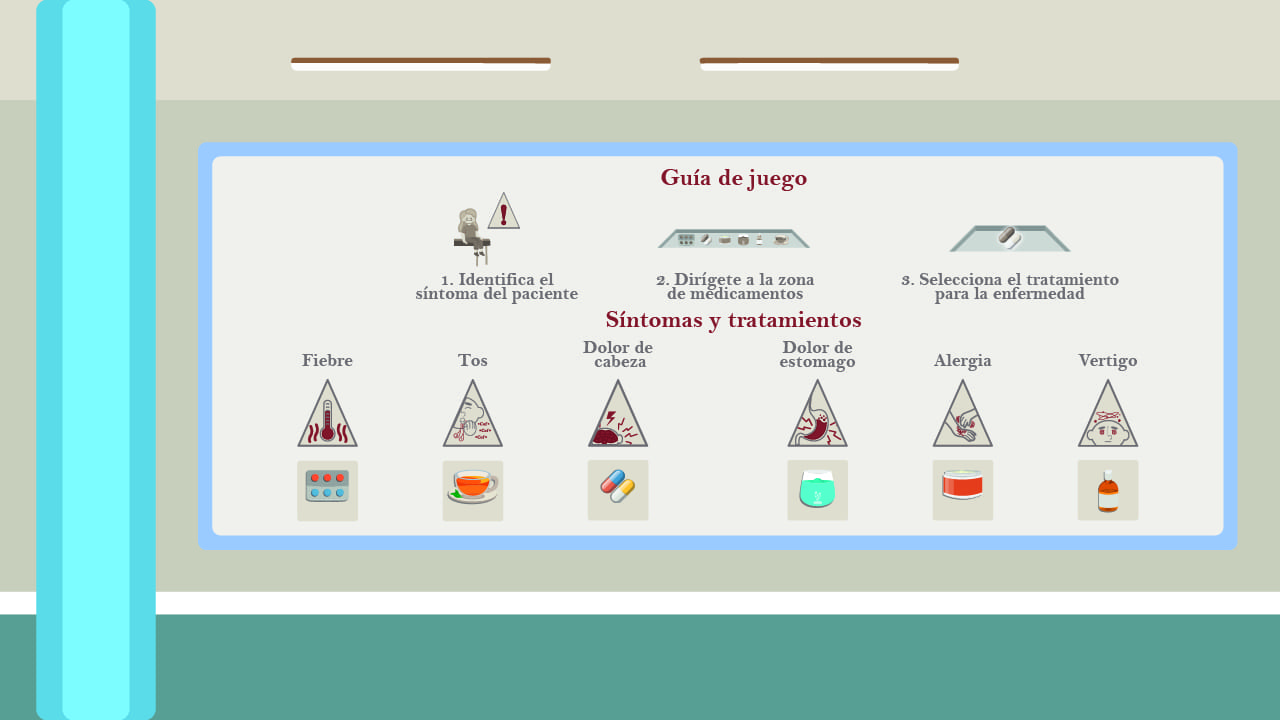 Guía de juego
1. Identifica el
síntoma del paciente
2. Dirígete a la zona
de medicamentos
3. Selecciona el tratamiento
para la enfermedad
Síntomas y tratamientos
Fiebre
Tos
Dolor de
cabeza
Dolor de
estomago
Alergia
Vertigo